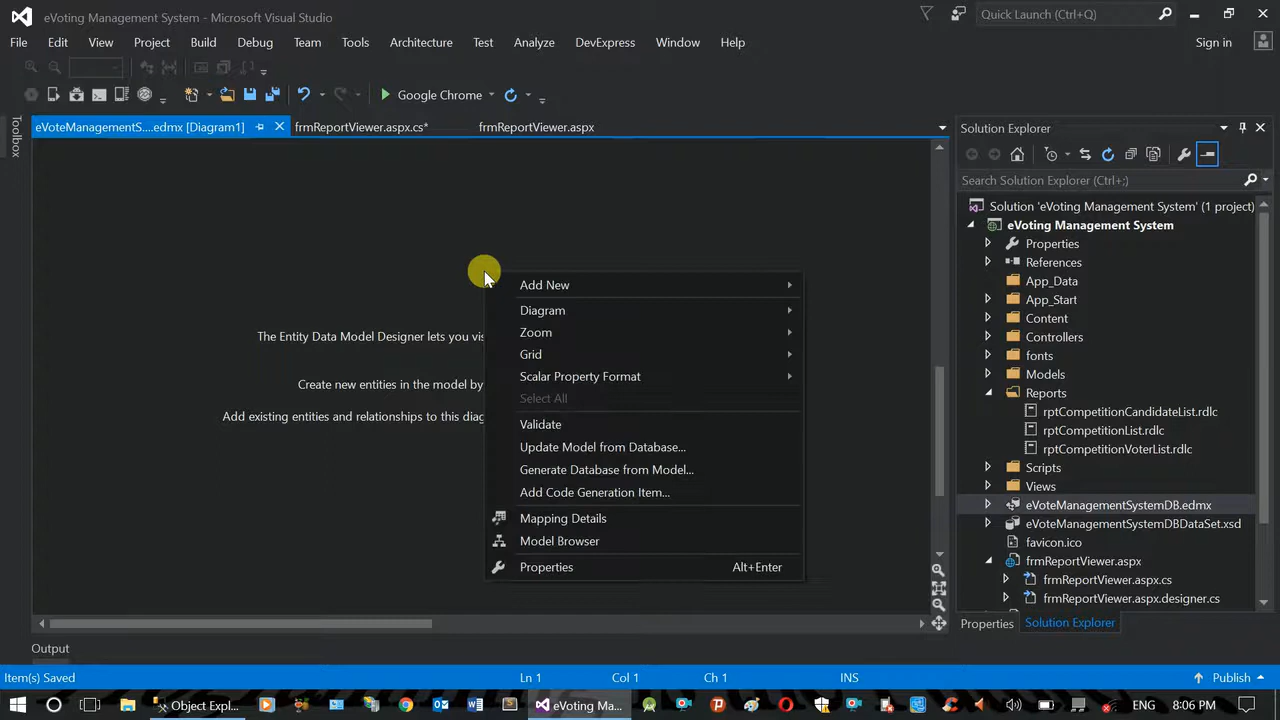 eVoting Management System - Microsoft Visual Studio
Quick Launch (Ctrl+Q)
File Edit View Project Build Debug Team Tools Architecture Test Analyze DevExpress Window Help
Sign in
Google Chrome
Toolbox
eVoteManagementS....edmx [Diagram1]
frmReportViewer.aspx.cs*
frmReportViewer.aspx
The Entity Data Model Designer lets you vis
Create new entities in the model by
Add existing entities and relationships to this diag
Add New
Diagram
Zoom
Grid
Scalar Property Format
Select All
Validate
Update Model from Database...
Generate Database from Model...
Add Code Generation Item...
Mapping Details
Model Browser
Properties Alt+Enter
Solution Explorer
Search Solution Explorer (Ctrl+;)
Solution 'eVoting Management System' (1 project)
eVoting Management System
Properties
References
App_Data
App_Start
Content
Controllers
fonts
Models
Reports
rptCompetitionCandidateList.rdlc
rptCompetitionList.rdlc
rptCompetitionVoterList.rdlc
Scripts
Views
eVoteManagementSystemDB.edmx
eVoteManagementSystemDBDataSet.xsd
favicon.ico
frmReportViewer.aspx
frmReportViewer.aspx.cs
frmReportViewer.aspx.designer.cs
Properties
Solution Explorer
Output
Item(s) Saved
Ln 1
Col 1
Ch 1
INS
Publish
Object Expl...
eVoting Ma...
ENG
8:06 PM